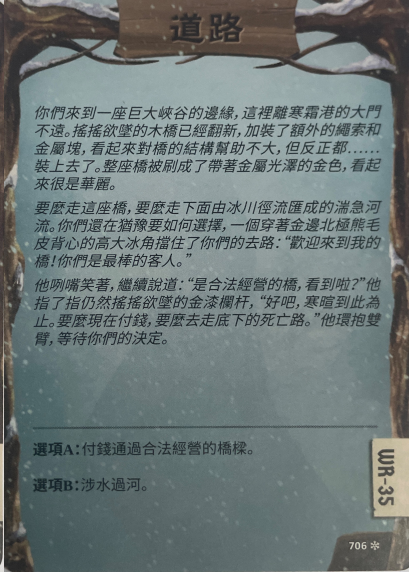 道路
你們來到一座巨大峽谷的邊緣，這裡離寒霜港的大門
不遠。搖搖欲墜的木橋已經翻新，加裝了額外的繩索和
金屬塊，看起來對橋的結構幫助不大，但反正都……
裝上去了。整座橋被刷成了帶著金屬光澤的金色，看起
來很是華麗。
要麼走這座橋，要麼走下面由冰川徑流匯成的湍急河
流。你們還在猶豫要如何選擇，一個穿著金邊北極熊毛
皮背心的高大冰角擋住了你們的去路：“歡迎來到我的
橋！你們是最棒的客人。”
他咧嘴笑著，繼續說道：“是合法經營的橋，看到啦？”他
指了指仍然搖搖欲墜的金漆欄杆，“好吧，寒暄到此為
止。要麼現在付錢，要麼去走底下的死亡路。”他環抱雙
臂，等待你們的決定。
選項A：付錢通過合法經營的橋樑。
選項B：涉水過河。
WR-35
706